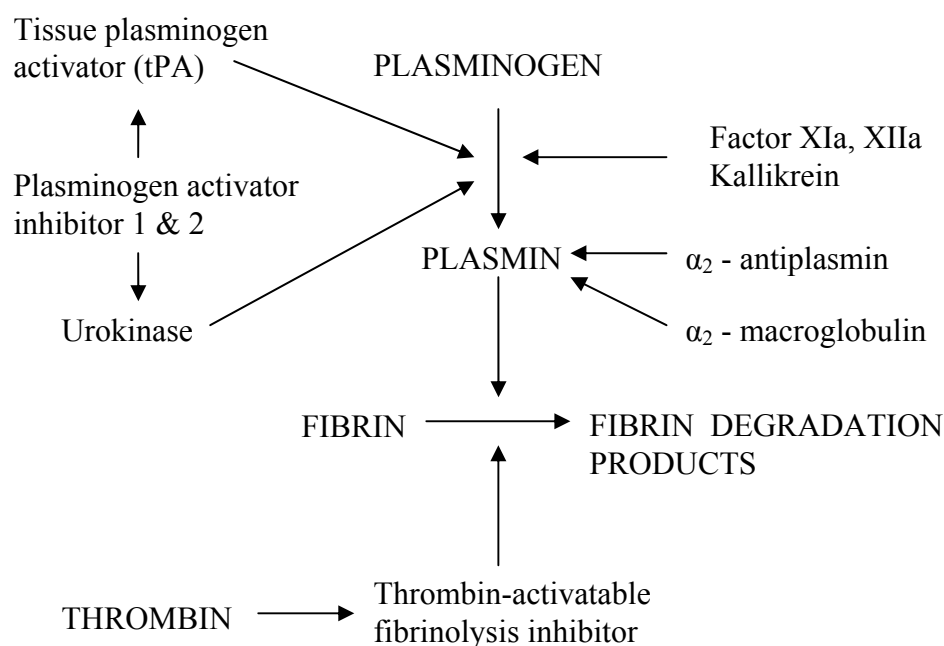 Tissue plasminogen
activator (tPA)
PLASMINOGEN
Factor XIa, XIIa
Kallikrein
Plasminogen activator
inhibitor 1 & 2
PLASMIN
α₂ - antiplasmin
Urokinase
α₂ - macroglobulin
FIBRIN
FIBRIN DEGRADATION
PRODUCTS
Thrombin-activatable
fibrinolysis inhibitor
THROMBIN